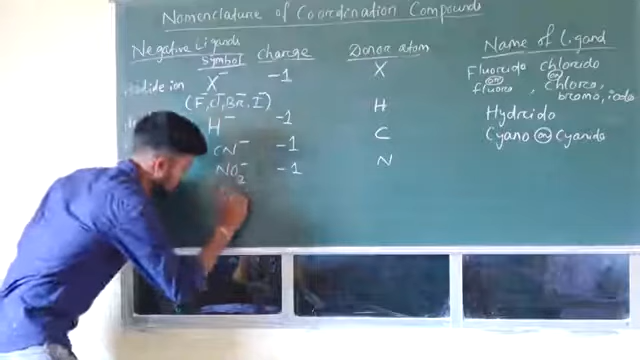 Nomenclature of Coordination Compounds
Negative Ligands Symbol charge Donor atom Name of Ligand
ion X⁻ -1 X Fluorido chlorido
(F⁻, Cl⁻, Br⁻, I⁻) (or) fluoro, (or) chloro, bromo, iodo
H⁻ -1 H Hydrido
CN⁻ -1 C Cyano (or) Cyanido
NO₂⁻ -1 N